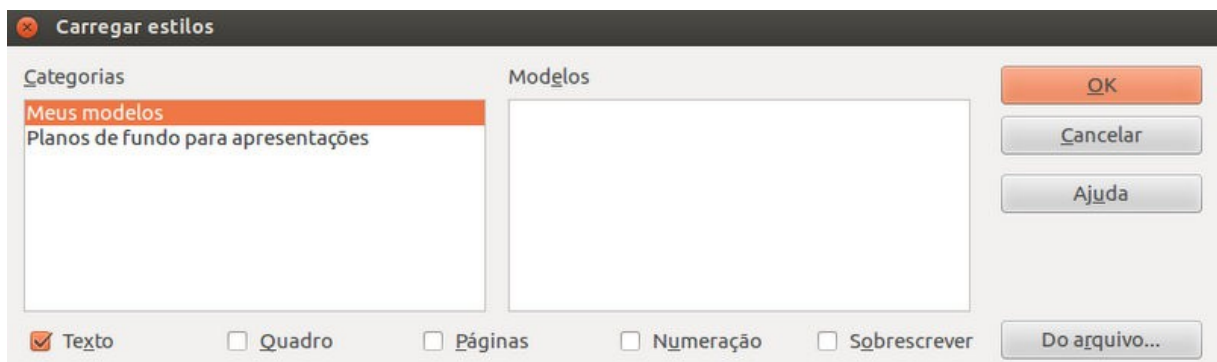 Carregar estilos
Categorias
Modelos
Meus modelos
Planos de fundo para apresentações
OK
Cancelar
Ajuda
Texto
Quadro
Páginas
Numeração
Sobrescrever
Do arquivo...